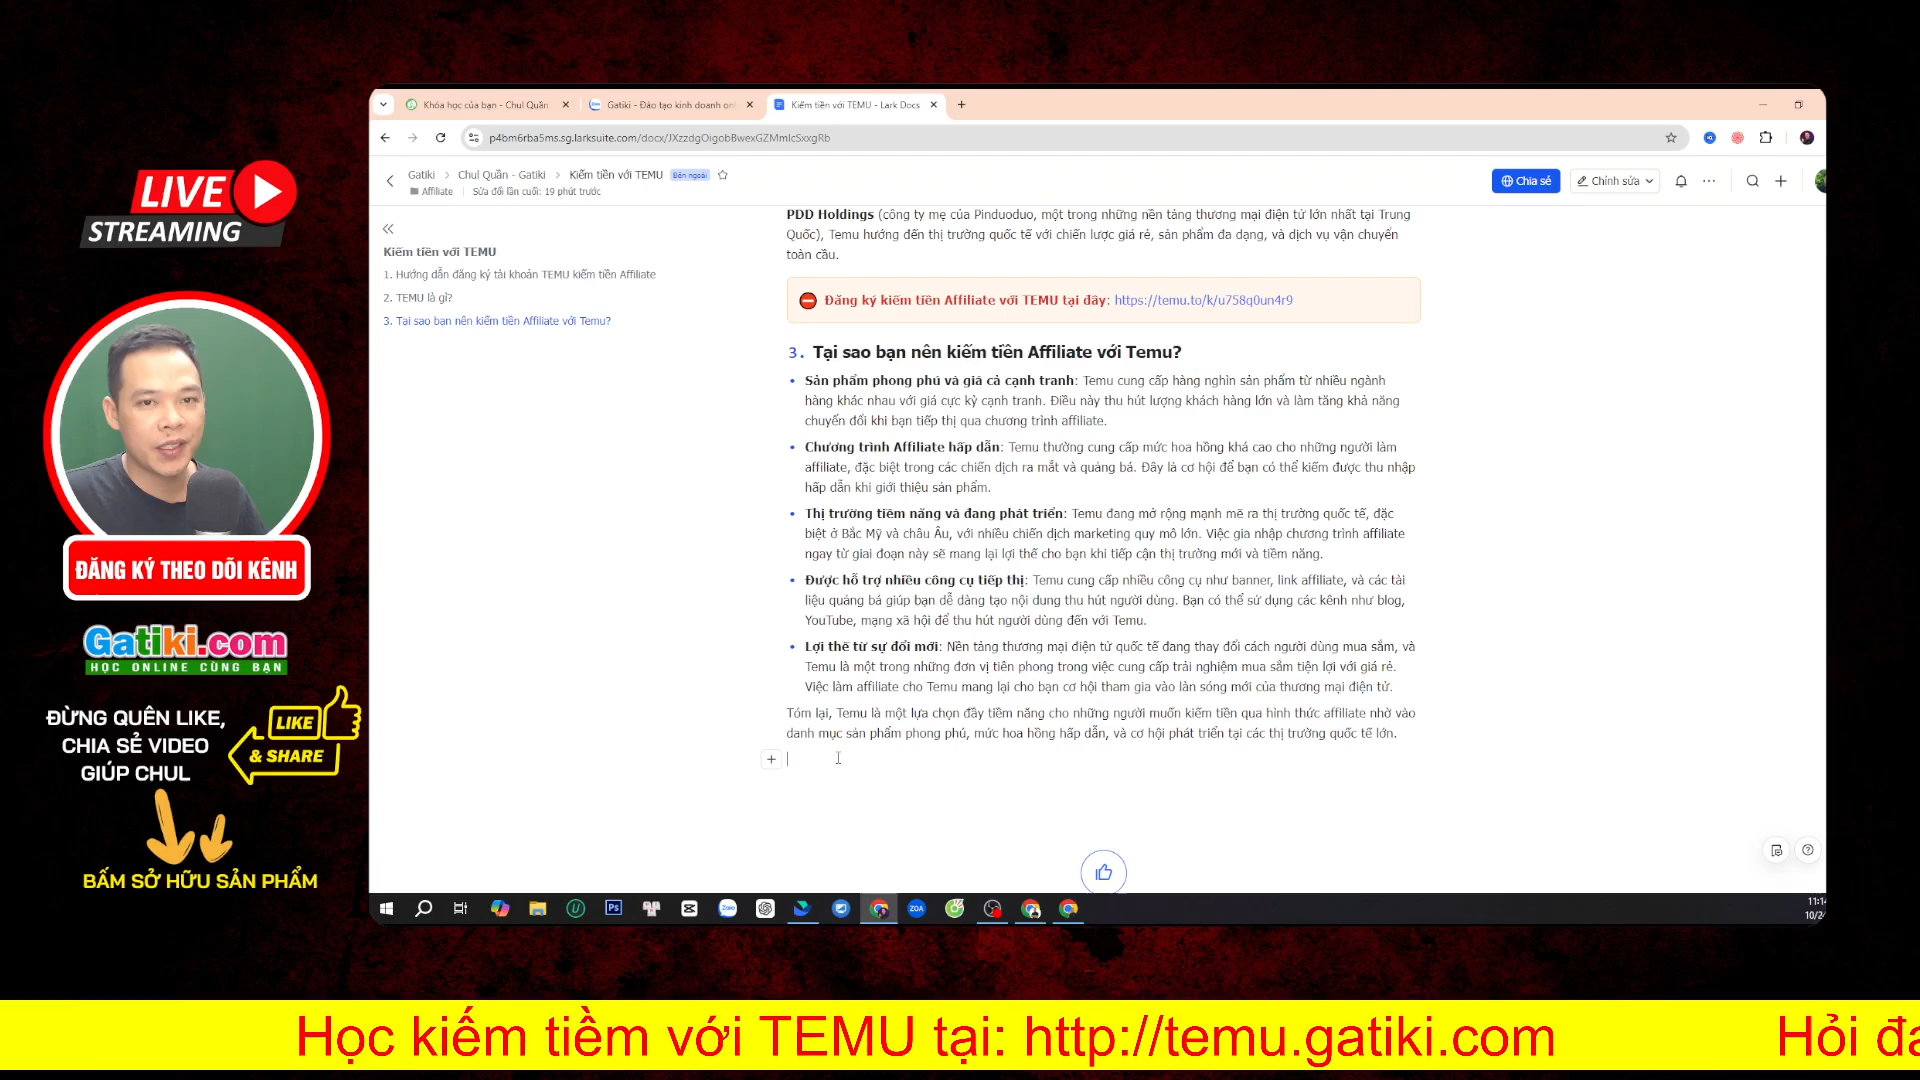 LIVE
STREAMING
ĐĂNG KÝ THEO DÕI KÊNH
Gatiki.com
HỌC ONLINE CÙNG BẠN
ĐỪNG QUÊN LIKE,
CHIA SẺ VIDEO
GIÚP CHUL
LIKE
& SHARE
BẤM SỞ HỮU SẢN PHẨM
Khóa học của bạn - Chul Quần
Gatiki - Đào tạo kinh doanh onl
Kiếm tiền với TEMU - Lark Docs
p4bm6rba5ms.sg.larksuite.com/docx/JXzzdgOigobBwexGZMmIcSxxgRb
Gatiki
Chul Quần - Gatiki
Kiếm tiền với TEMU
Bên ngoài
Affiliate
Sửa đổi lần cuối: 19 phút trước
Chia sẻ
Chỉnh sửa
Kiếm tiền với TEMU
1. Hướng dẫn đăng ký tài khoản TEMU kiếm tiền Affiliate
2. TEMU là gì?
3. Tại sao bạn nên kiếm tiền Affiliate với Temu?
PDD Holdings (công ty mẹ của Pinduoduo, một trong những nền tảng thương mại điện tử lớn nhất tại Trung
Quốc), Temu hướng đến thị trường quốc tế với chiến lược giá rẻ, sản phẩm đa dạng, và dịch vụ vận chuyển
toàn cầu.
Đăng ký kiếm tiền Affiliate với TEMU tại đây: https://temu.to/k/u758q0un4r9
3. Tại sao bạn nên kiếm tiền Affiliate với Temu?
• Sản phẩm phong phú và giá cả cạnh tranh: Temu cung cấp hàng nghìn sản phẩm từ nhiều ngành
hàng khác nhau với giá cực kỳ cạnh tranh. Điều này thu hút lượng khách hàng lớn và làm tăng khả năng
chuyển đổi khi bạn tiếp thị qua chương trình affiliate.
• Chương trình Affiliate hấp dẫn: Temu thường cung cấp mức hoa hồng khá cao cho những người làm
affiliate, đặc biệt trong các chiến dịch ra mắt và quảng bá. Đây là cơ hội để bạn có thể kiếm được thu nhập
hấp dẫn khi giới thiệu sản phẩm.
• Thị trường tiềm năng và đang phát triển: Temu đang mở rộng mạnh mẽ ra thị trường quốc tế, đặc
biệt ở Bắc Mỹ và châu Âu, với nhiều chiến dịch marketing quy mô lớn. Việc gia nhập chương trình affiliate
ngay từ giai đoạn này sẽ mang lại lợi thế cho bạn khi tiếp cận thị trường mới và tiềm năng.
• Được hỗ trợ nhiều công cụ tiếp thị: Temu cung cấp nhiều công cụ như banner, link affiliate, và các tài
liệu quảng bá giúp bạn dễ dàng tạo nội dung thu hút người dùng. Bạn có thể sử dụng các kênh như blog,
YouTube, mạng xã hội để thu hút người dùng đến với Temu.
• Lợi thế từ sự đổi mới: Nền tảng thương mại điện tử quốc tế đang thay đổi cách người dùng mua sắm, và
Temu là một trong những đơn vị tiên phong trong việc cung cấp trải nghiệm mua sắm tiện lợi với giá rẻ.
Việc làm affiliate cho Temu mang lại cho bạn cơ hội tham gia vào làn sóng mới của thương mại điện tử.
Tóm lại, Temu là một lựa chọn đầy tiềm năng cho những người muốn kiếm tiền qua hình thức affiliate nhờ vào
danh mục sản phẩm phong phú, mức hoa hồng hấp dẫn, và cơ hội phát triển tại các thị trường quốc tế lớn.
Ps
Zalo
ZOA
11:14
10/2
Học kiếm tiềm với TEMU tại: http://temu.gatiki.com
Hỏi đá